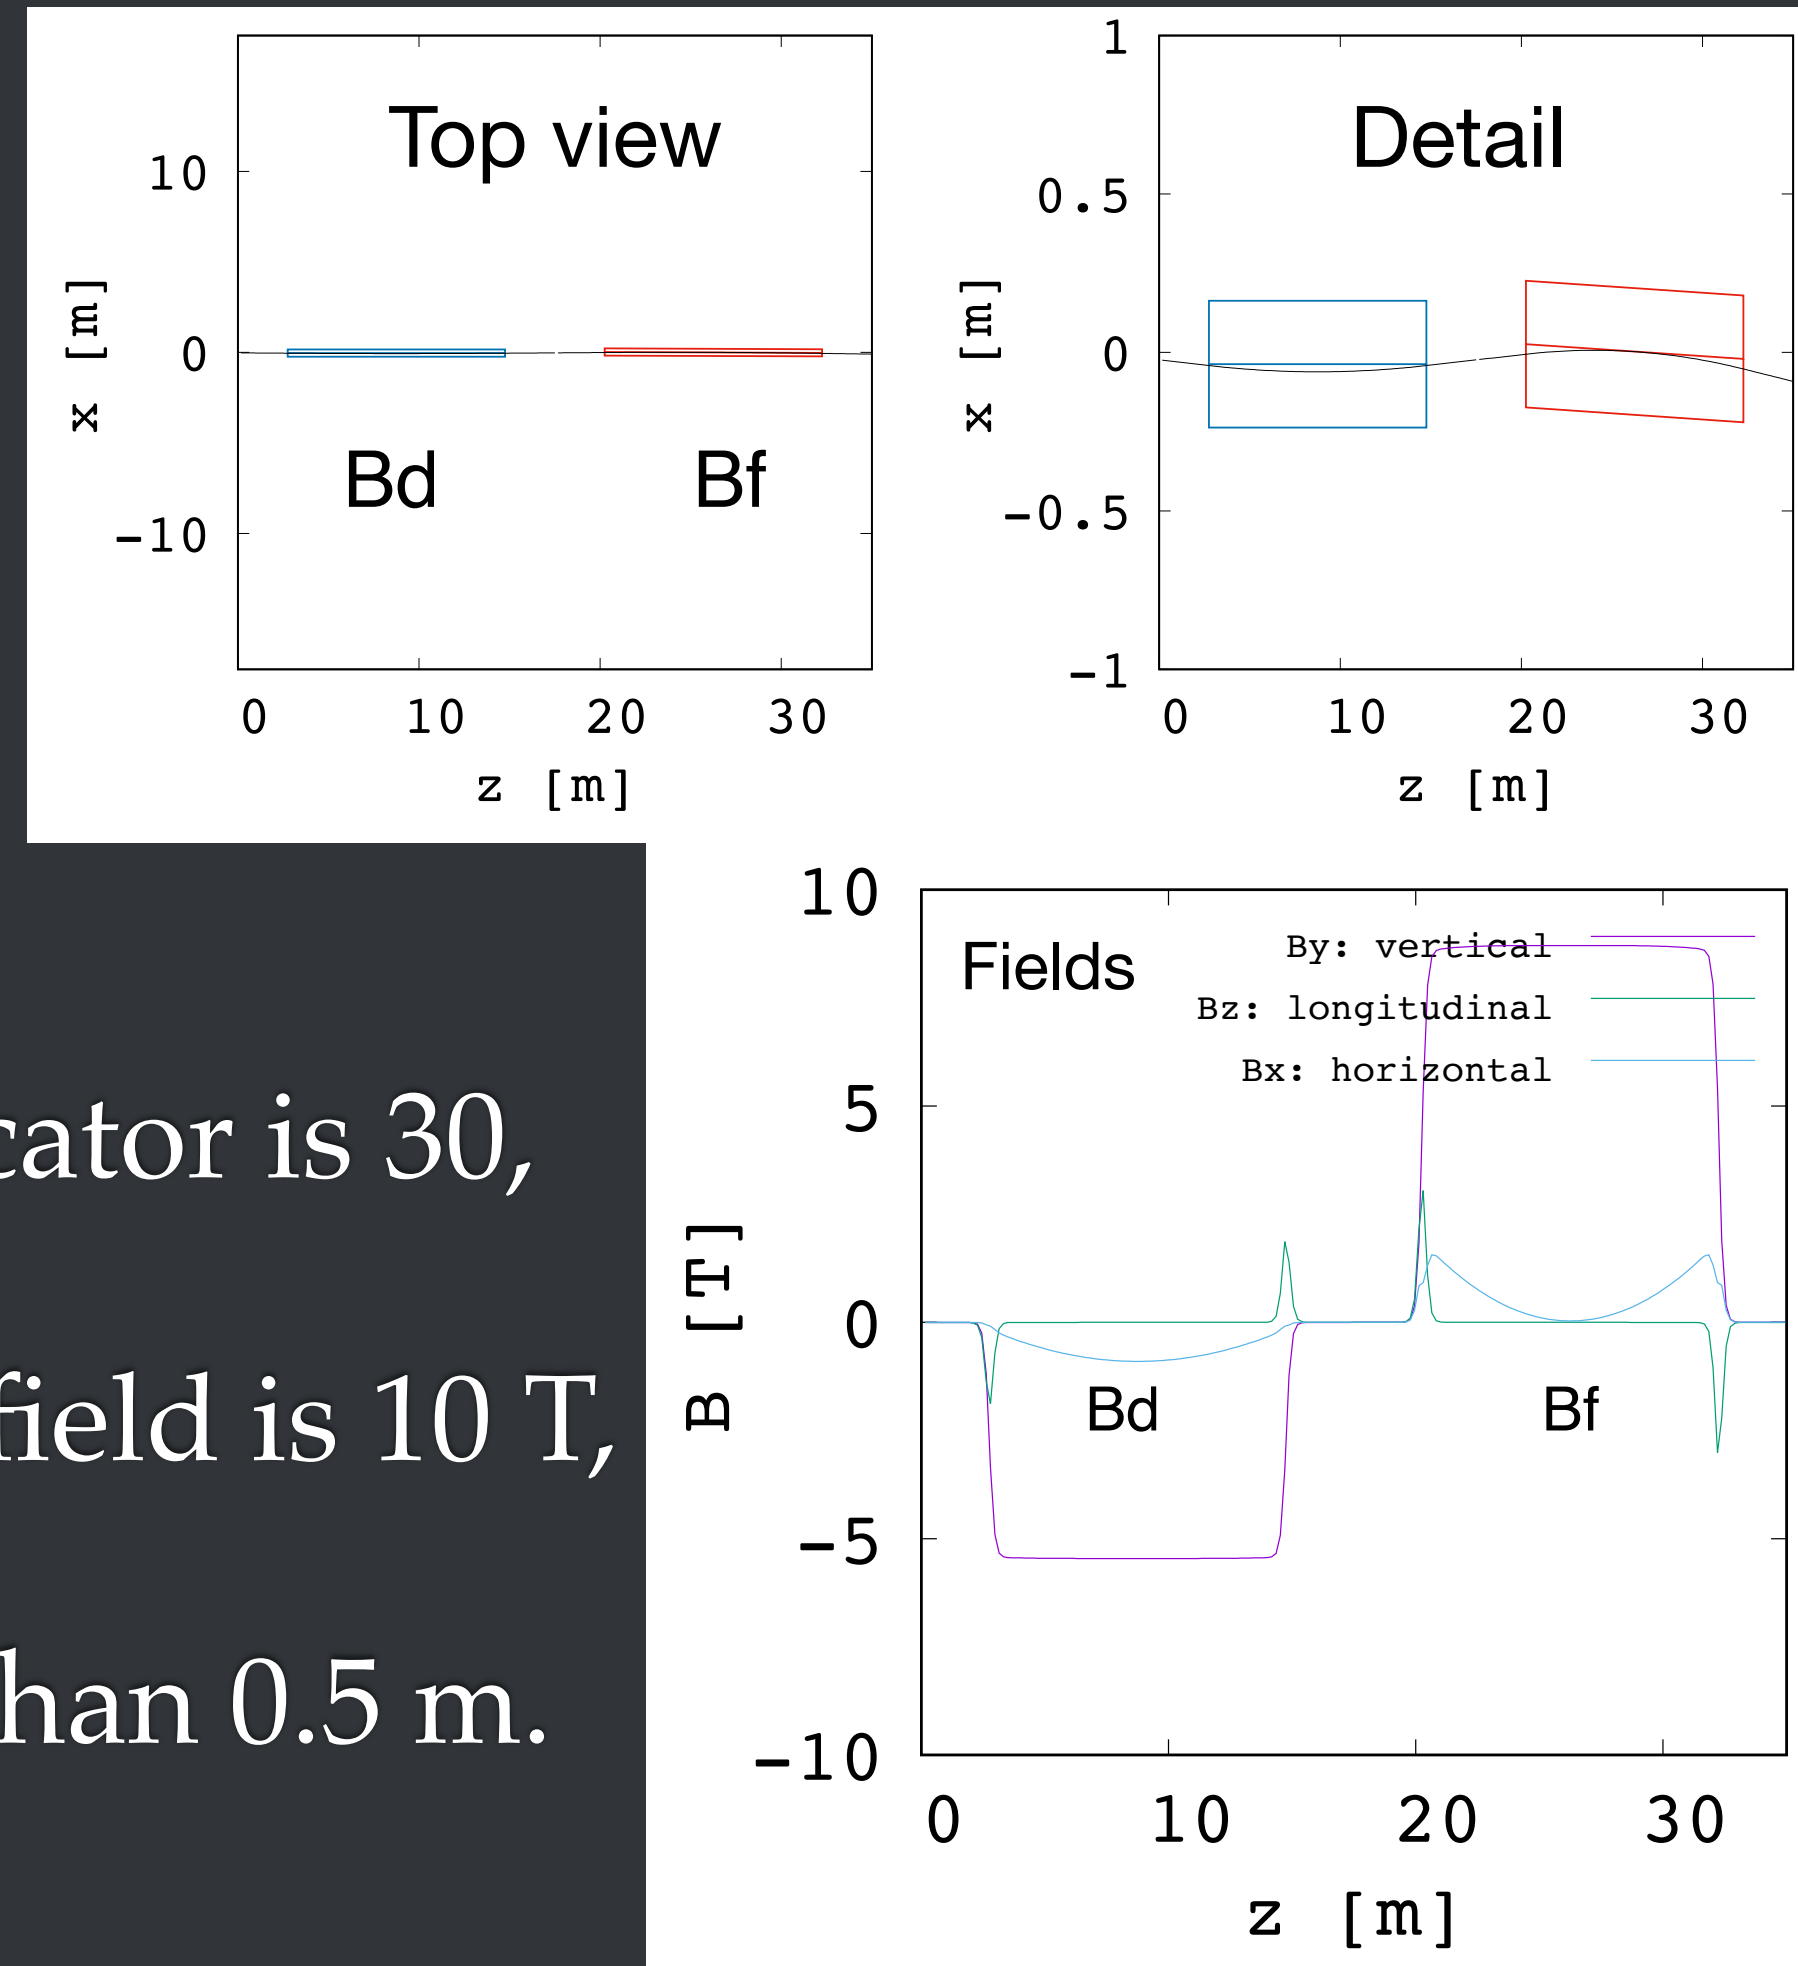 Top view
10
0
-10
x [m]
Bd
Bf
0 10 20 30
z [m]
Detail
1
0.5
0
-0.5
-1
x [m]
0 10 20 30
z [m]
is 30,
field is 10 T,
0.5 m.
Fields
By: vertical
Bz: longitudinal
Bx: horizontal
10
5
0
-5
-10
B [T]
Bd
Bf
0 10 20 30
z [m]